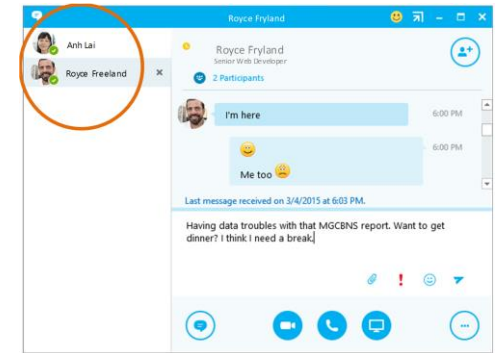 Royce Fryland
Anh Lai
Royce Freeland
Royce Fryland
Senior Web Developer
2 Participants
I'm here
6:00 PM
6:00 PM
Me too
Last message received on 3/4/2015 at 6:03 PM.
Having data troubles with that MGCBNS report. Want to get
dinner? I think I need a break,